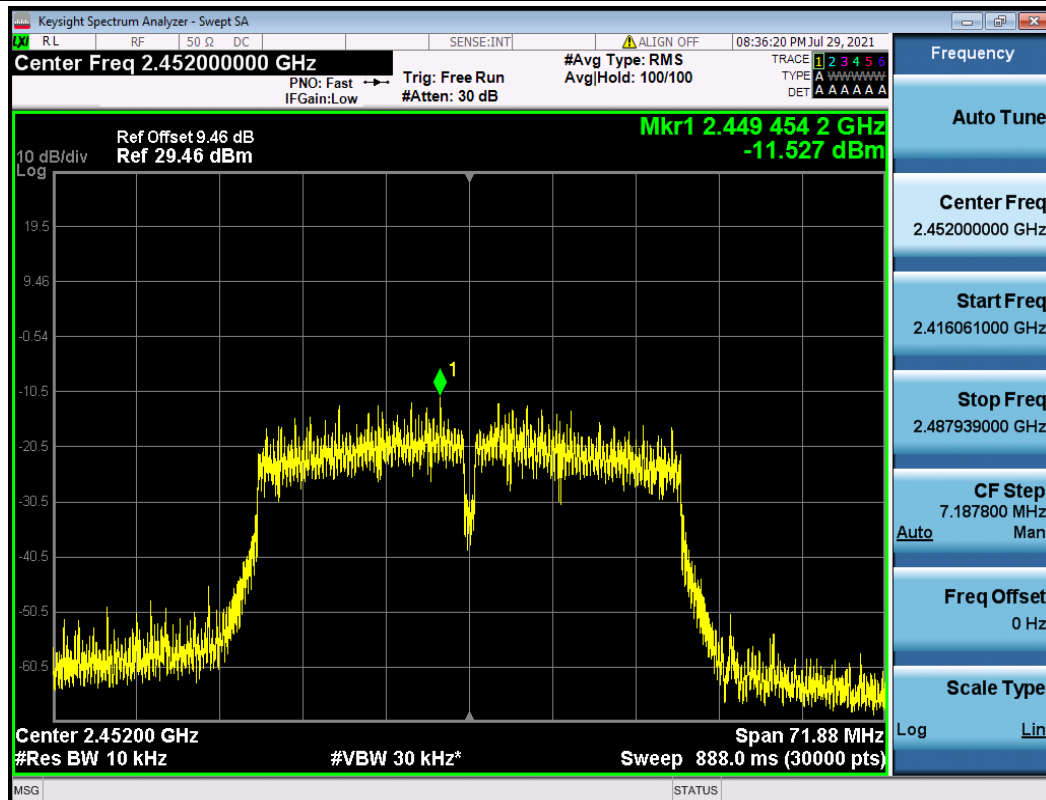 Keysight Spectrum Analyzer - Swept SA
LXI RL RF 50 Ω DC SENSE:INT ALIGN OFF 08:36:20 PM Jul 29, 2021
Center Freq 2.452000000 GHz
PNO: Fast
IFGain:Low
Trig: Free Run
#Atten: 30 dB
#Avg Type: RMS
Avg|Hold: 100/100
TRACE 1 2 3 4 5 6
TYPE A WWWWW
DET A A A A A A
Ref Offset 9.46 dB
Ref 29.46 dBm
10 dB/div
Log
Mkr1 2.449 454 2 GHz
-11.527 dBm
1
19.5
9.46
-0.54
-10.5
-20.5
-30.5
-40.5
-50.5
-60.5
Center 2.45200 GHz
#Res BW 10 kHz
#VBW 30 kHz*
Span 71.88 MHz
Sweep 888.0 ms (30000 pts)
MSG STATUS
Frequency
Auto Tune
Center Freq
2.452000000 GHz
Start Freq
2.416061000 GHz
Stop Freq
2.487939000 GHz
CF Step
7.187800 MHz
Auto Man
Freq Offset
0 Hz
Scale Type
Log Lin